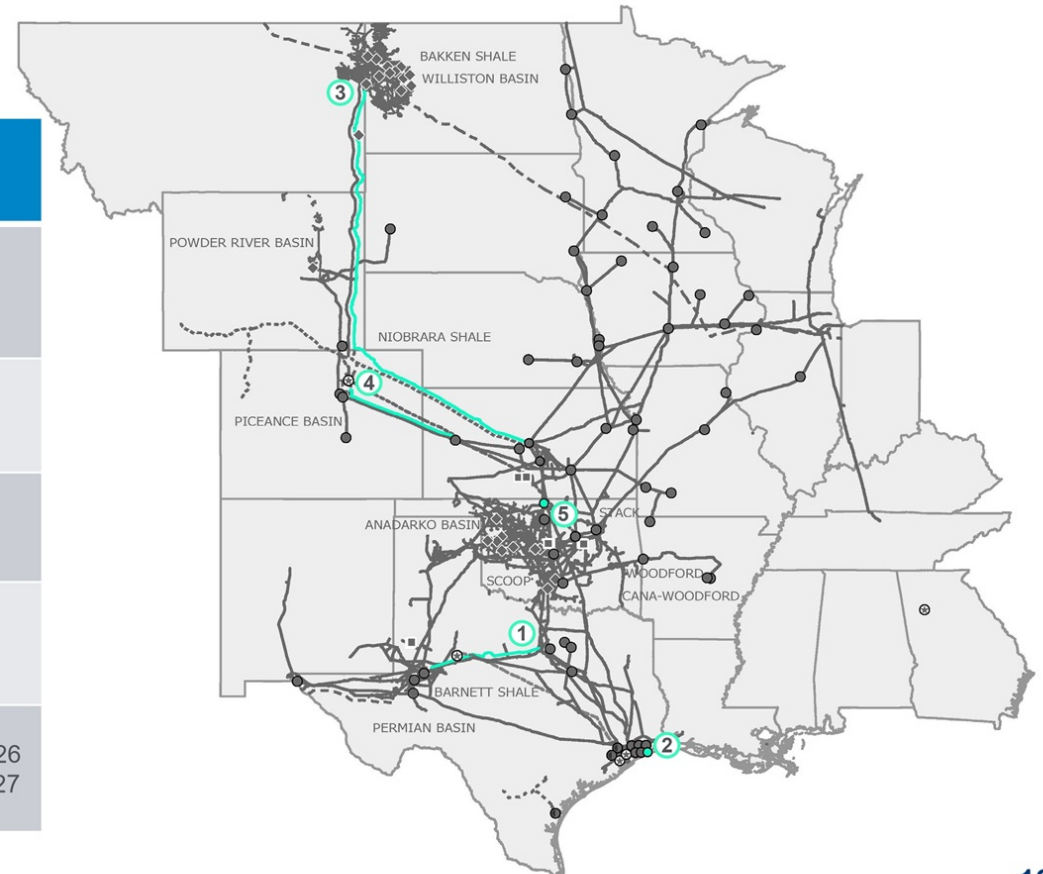 BAKKEN SHALE
WILLISTON BASIN
3
POWDER RIVER BASIN
NIOBRARA SHALE
4
PICEANCE BASIN
5
STACK
ANADARKO BASIN
SCOOP
WOODFORD
CANA-WOODFORD
1
BARNETT SHALE
PERMIAN BASIN
2
26
27